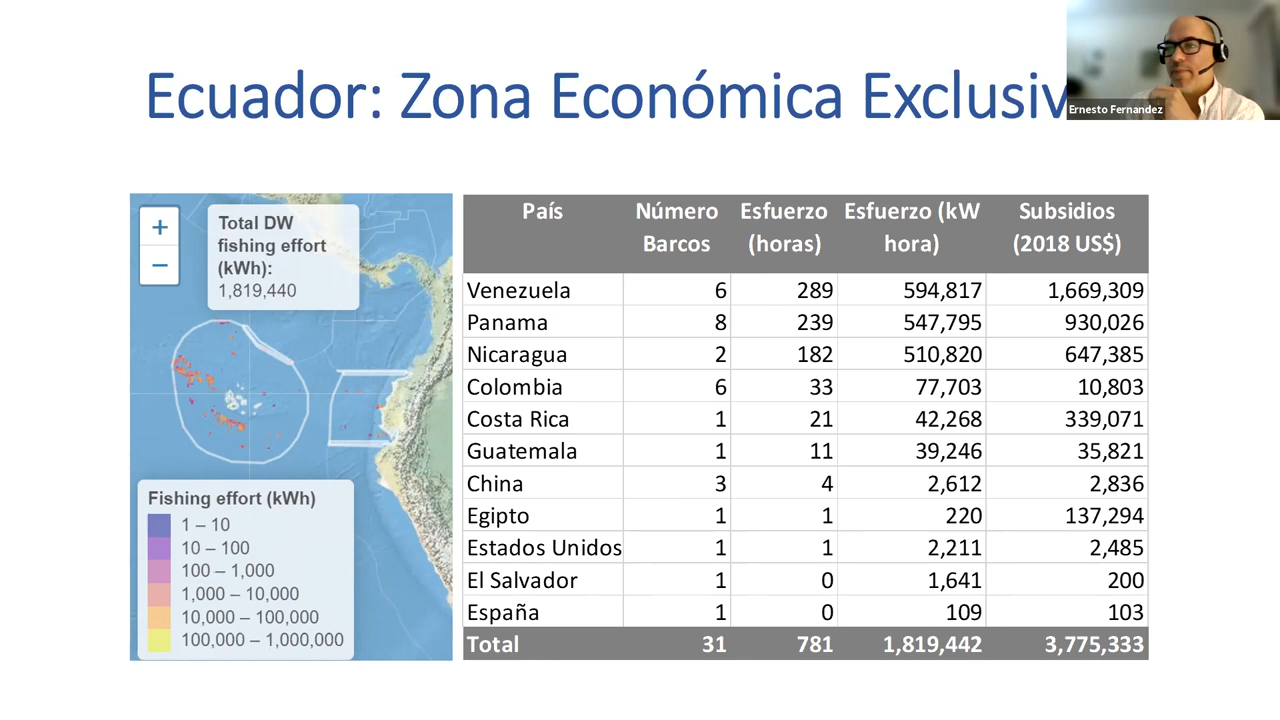 Ecuador: Zona Económica Exclusiv
Ernesto Fernandez
+
−
Total DW
fishing effort
(kWh):
1,819,440
Fishing effort (kWh)
1 – 10
10 – 100
100 – 1,000
1,000 – 10,000
10,000 – 100,000
100,000 – 1,000,000
País Número Barcos Esfuerzo (horas) Esfuerzo (kW hora) Subsidios (2018 US$)
Venezuela 6 289 594,817 1,669,309
Panama 8 239 547,795 930,026
Nicaragua 2 182 510,820 647,385
Colombia 6 33 77,703 10,803
Costa Rica 1 21 42,268 339,071
Guatemala 1 11 39,246 35,821
China 3 4 2,612 2,836
Egipto 1 1 220 137,294
Estados Unidos 1 1 2,211 2,485
El Salvador 1 0 1,641 200
España 1 0 109 103
Total 31 781 1,819,442 3,775,333